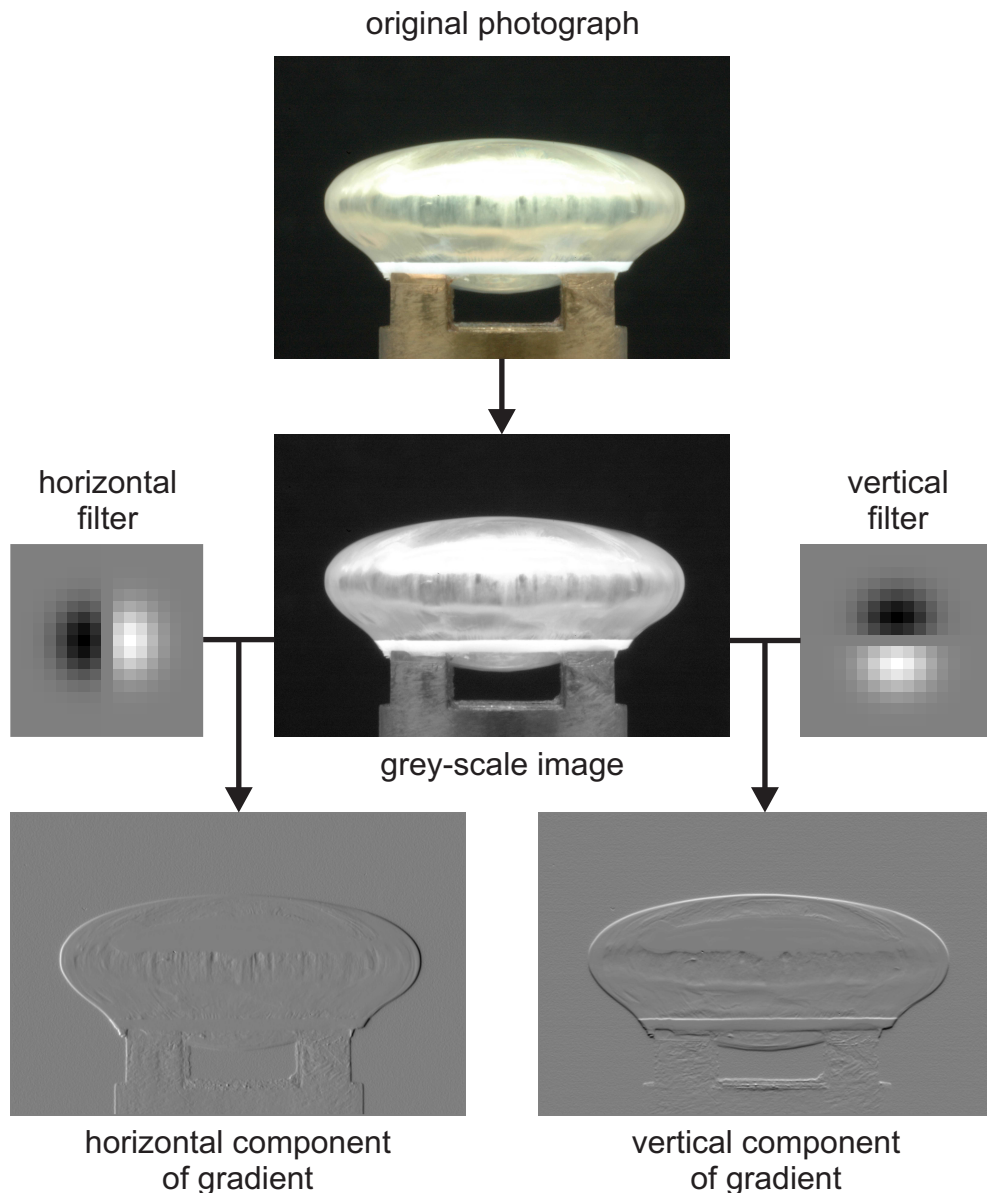 original photograph
horizontal
filter
vertical
filter
grey-scale image
horizontal component
of gradient
vertical component
of gradient